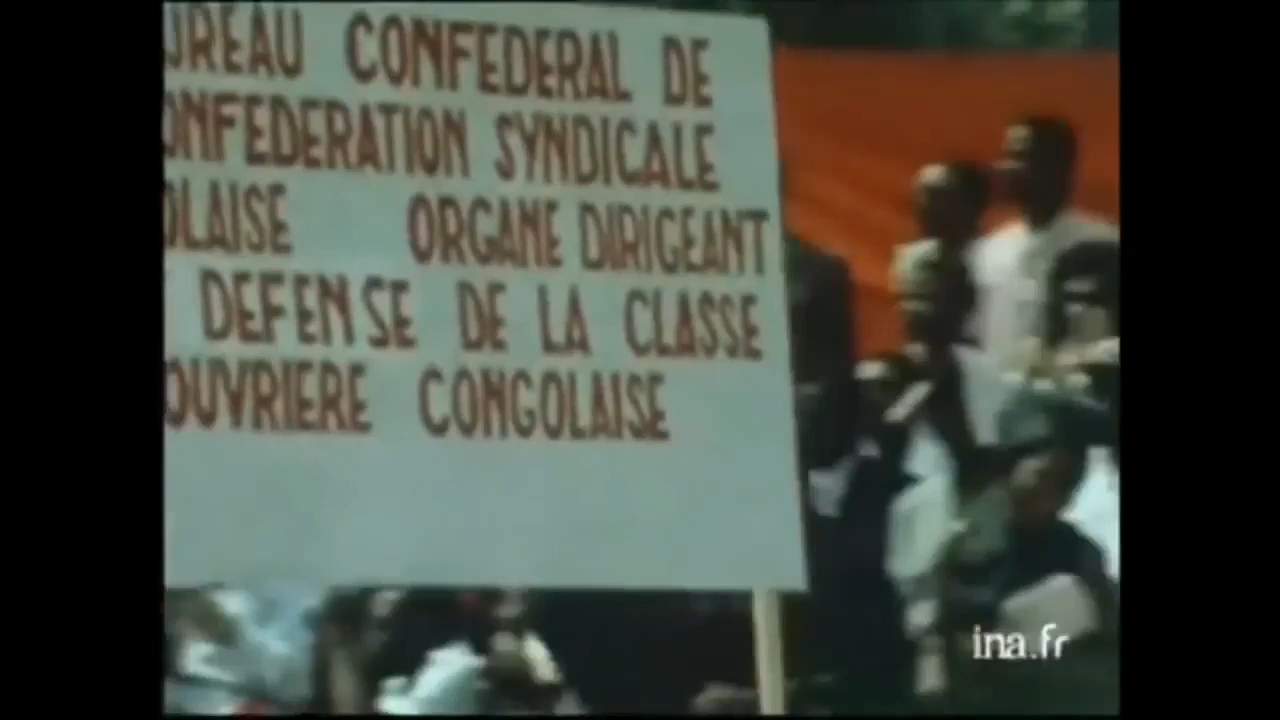 UREAU CONFEDERAL DE
ONFEDERATION SYNDICALE
OLAISE ORGANE DIRIGEANT
DEFENSE DE LA CLASSE
OUVRIERE CONGOLAISE
ina.fr